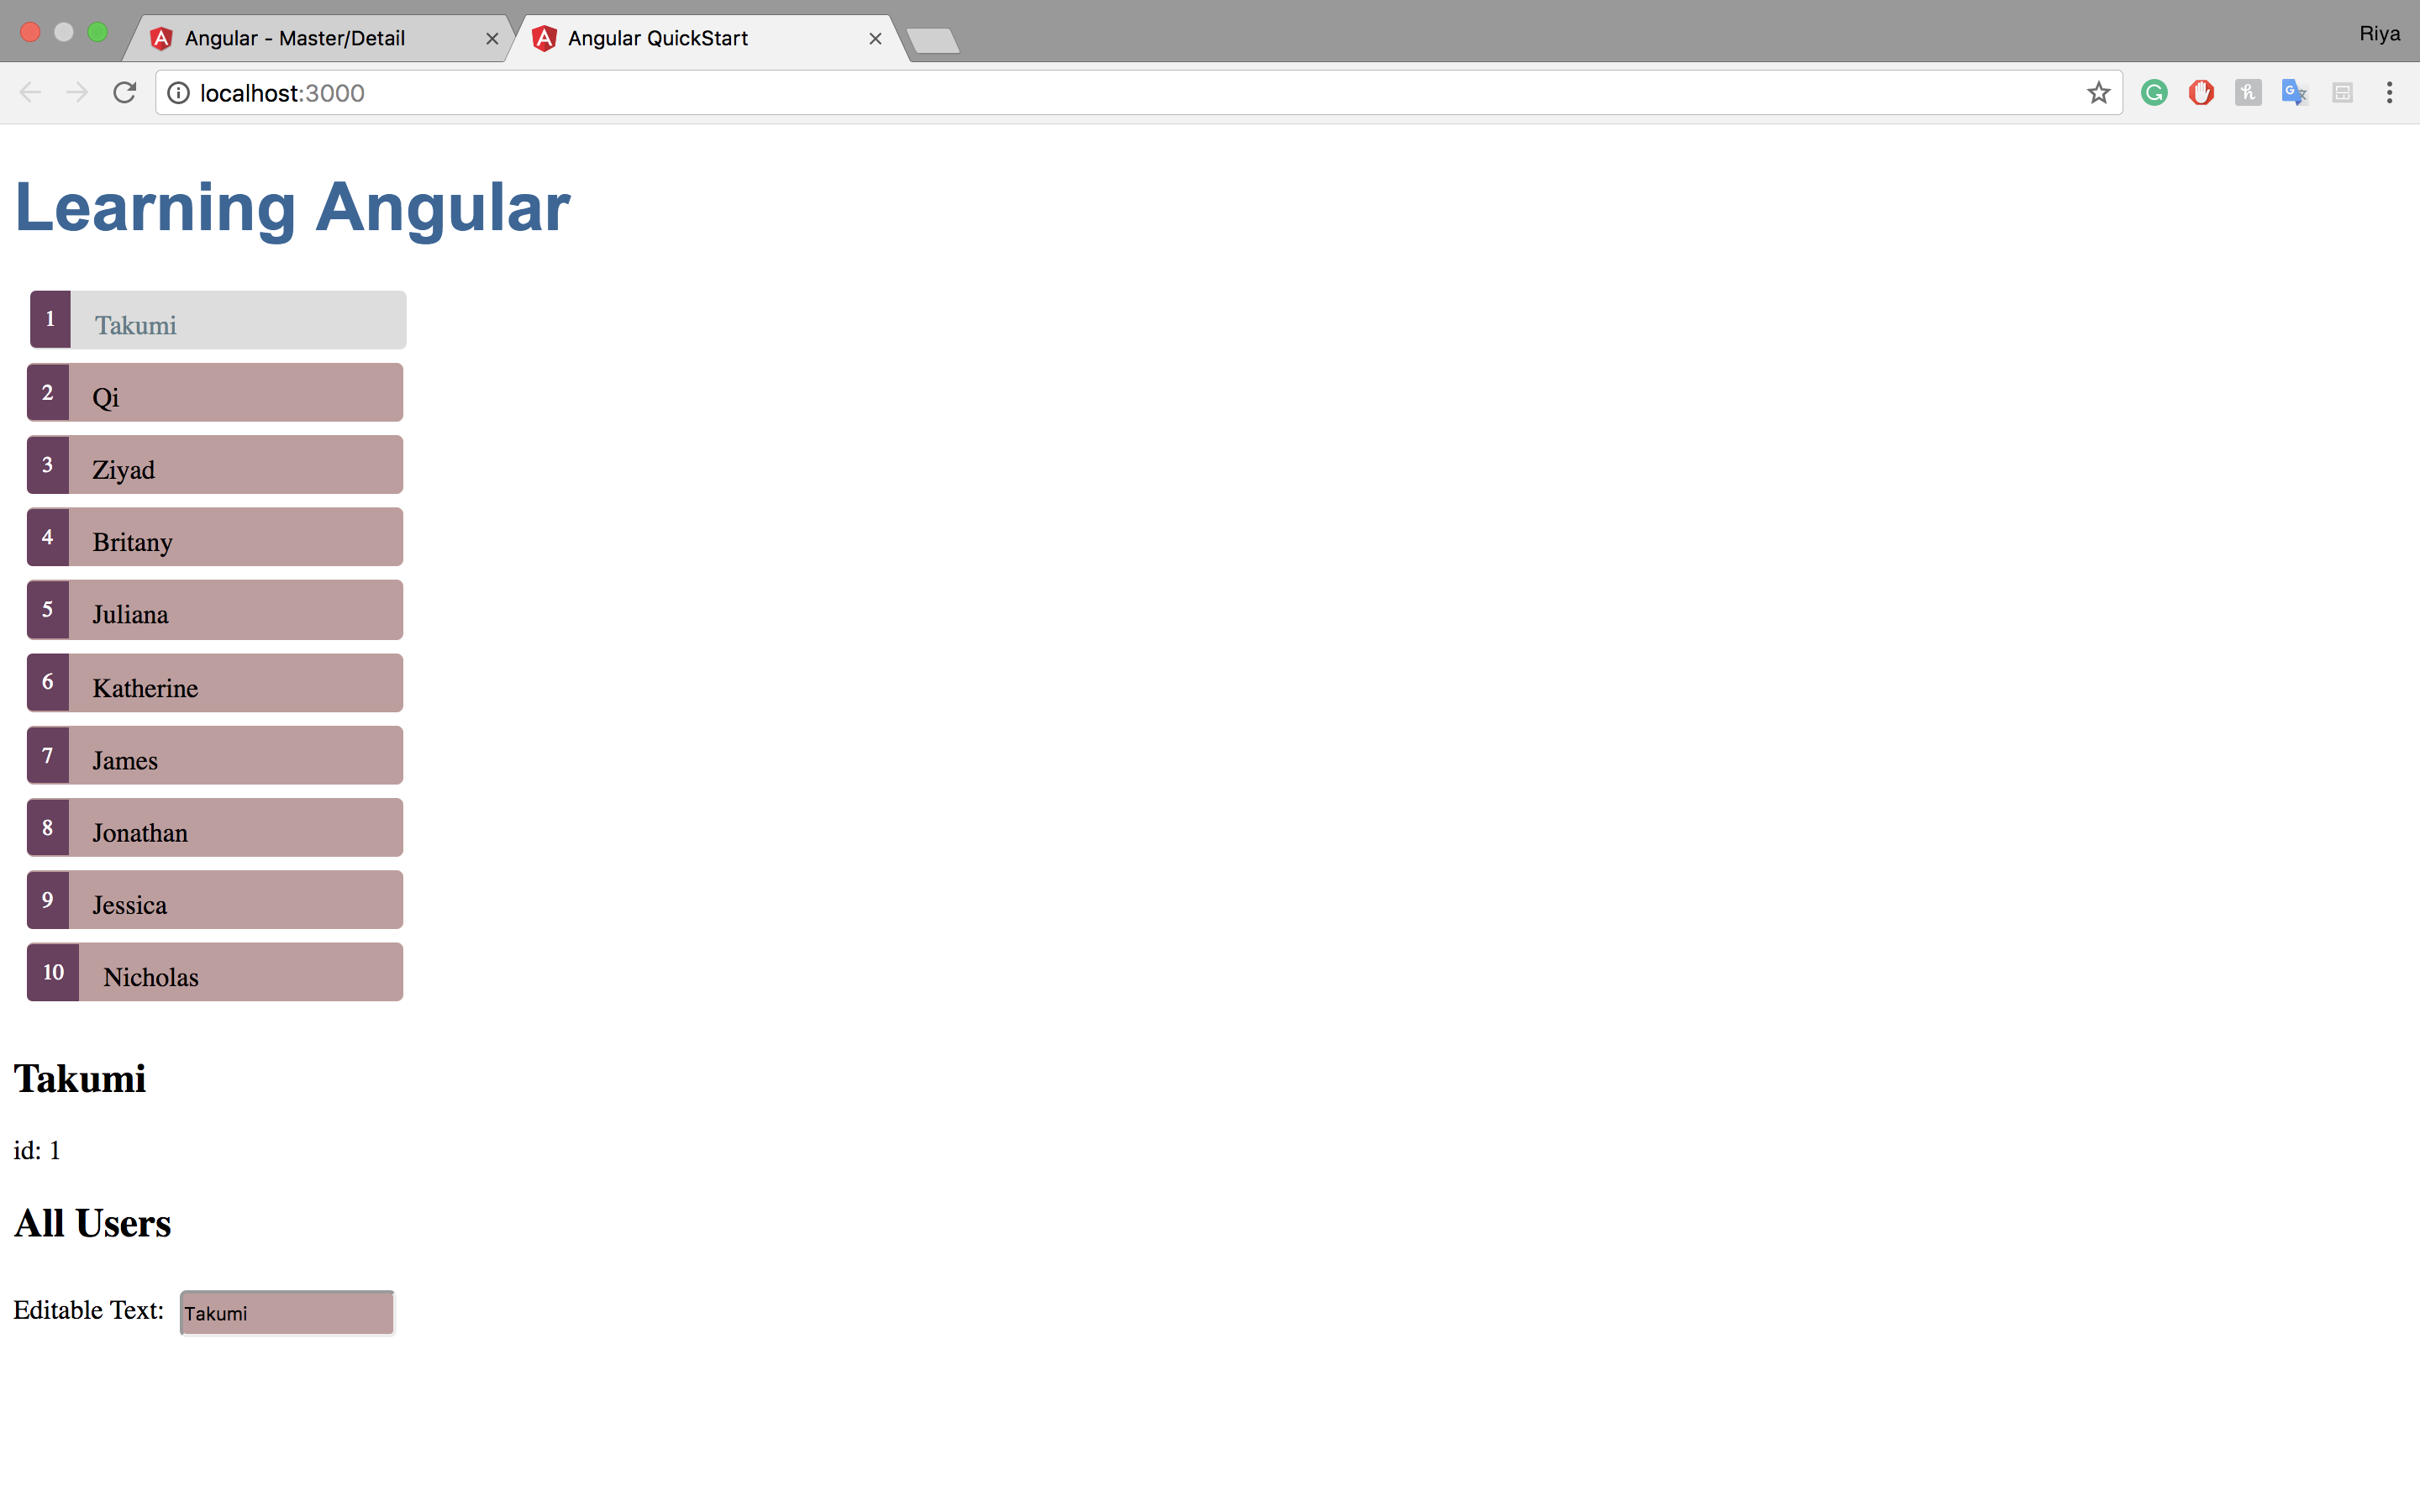 Angular - Master/Detail
Angular QuickStart
Riya
localhost:3000
Learning Angular
1 Takumi
2 Qi
3 Ziyad
4 Britany
5 Juliana
6 Katherine
7 James
8 Jonathan
9 Jessica
10 Nicholas
Takumi
id: 1
All Users
Editable Text: Takumi